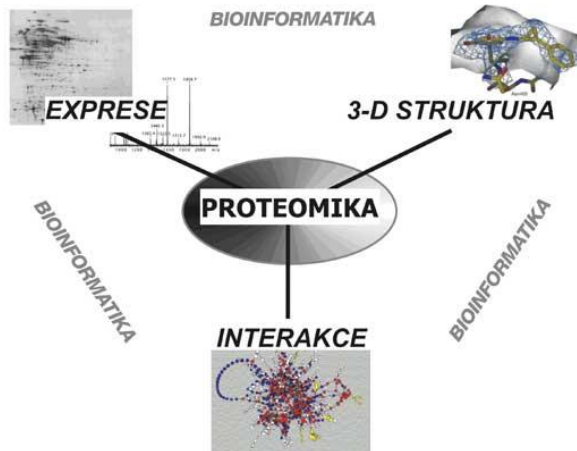 BIOINFORMATIKA
EXPRESE
3-D STRUKTURA
PROTEOMIKA
BIOINFORMATIKA
BIOINFORMATIKA
INTERAKCE